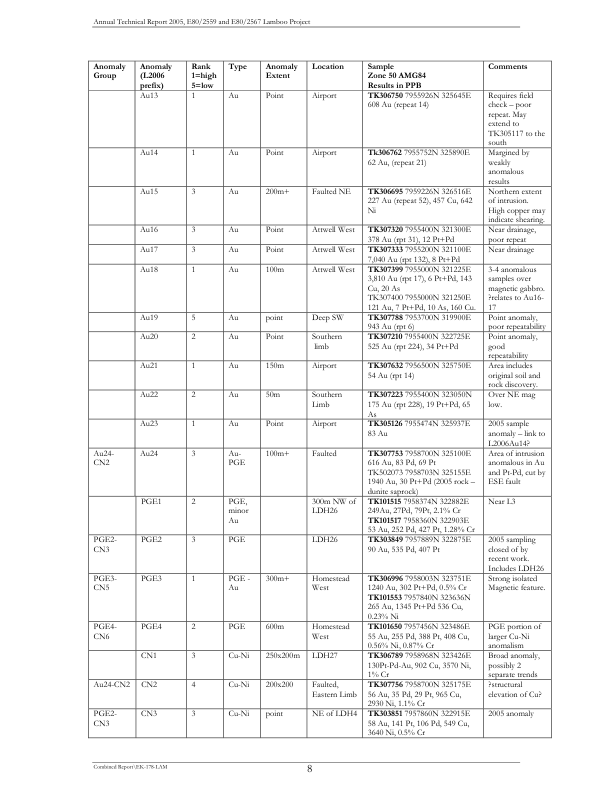 Annual Technical Report 2005, E80/2559 and E80/2567 Lamboo Project
Anomaly Group | Anomaly (L2006 prefix) | Rank 1=high 5=low | Type | Anomaly Extent | Location | Sample Zone 50 AMG84 Results in PPB | Comments
Au13 | 1 | Au | Point | Airport | TK306750 7955926N 325645E 608 Au (repeat 14) | Requires field check – poor repeat. May extend to TK305117 to the south
Au14 | 1 | Au | Point | Airport | Tk306762 7955752N 325890E 62 Au, (repeat 21) | Margined by weakly anomalous results
Au15 | 3 | Au | 200m+ | Faulted NE | TK306695 7959226N 326516E 227 Au (repeat 52), 457 Cu, 642 Ni | Northern extent of intrusion. High copper may indicate shearing.
Au16 | 3 | Au | Point | Attwell West | TK307320 7955400N 321300E 378 Au (rpt 31), 12 Pt+Pd | Near drainage, poor repeat
Au17 | 3 | Au | Point | Attwell West | TK307333 7955200N 321100E 7,040 Au (rpt 132), 8 Pt+Pd | Near drainage
Au18 | 1 | Au | 100m | Attwell West | TK307399 7955000N 321225E 3,810 Au (rpt 17), 6 Pt+Pd, 143 Cu, 20 As TK307400 7955000N 321250E 121 Au, 7 Pt+Pd, 10 As, 160 Cu. | 3-4 anomalous samples over magnetic gabbro. ?relates to Au16-17
Au19 | 5 | Au | point | Deep SW | TK307788 7953700N 319900E 943 Au (rpt 6) | Point anomaly, poor repeatability
Au20 | 2 | Au | Point | Southern limb | TK307210 7955400N 322725E 525 Au (rpt 224), 34 Pt+Pd | Point anomaly, good repeatability
Au21 | 1 | Au | 150m | Airport | TK307632 7956500N 325750E 54 Au (rpt 14) | Area includes original soil and rock discovery.
Au22 | 2 | Au | 50m | Southern Limb | TK307223 7955400N 323050N 175 Au (rpt 228), 19 Pt+Pd, 65 As | Over NE mag low.
Au23 | 1 | Au | Point | Airport | TK305126 7955474N 325937E 83 Au | 2005 sample anomaly – link to L2006Au14?
Au24-CN2 | Au24 | 3 | Au-PGE | 100m+ | Faulted | TK307753 7958700N 325100E 616 Au, 83 Pd, 69 Pt TK502073 7958703N 325155E 1940 Au, 30 Pt+Pd (2005 rock – dunite saprock) | Area of intrusion anomalous in Au and Pt-Pd, cut by ESE fault
PGE1 | 2 | PGE, minor Au | 300m NW of LDH26 | TK101515 7958374N 322882E 249Au, 27Pd, 79Pt, 2.1% Cr TK101517 7958360N 322903E 53 Au, 252 Pd, 427 Pt, 1.28% Cr | Near L3
PGE2-CN3 | PGE2 | 3 | PGE | LDH26 | TK303849 7957889N 322875E 90 Au, 535 Pd, 407 Pt | 2005 sampling closed of by recent work. Includes LDH26
PGE3-CN5 | PGE3 | 1 | PGE - Au | 300m+ | Homestead West | TK306996 7958003N 323751E 1240 Au, 302 Pt+Pd, 0.5% Cr TK101553 7957840N 323636N 265 Au, 1345 Pt+Pd 536 Cu, 0.23% Ni | Strong isolated Magnetic feature.
PGE4-CN6 | PGE4 | 2 | PGE | 600m | Homestead West | TK101650 7957456N 323486E 55 Au, 255 Pd, 388 Pt, 408 Cu, 0.56% Ni, 0.87% Cr | PGE portion of larger Cu-Ni anomalism
CN1 | 3 | Cu-Ni | 250x200m | LDH27 | TK306789 7958968N 323426E 130Pt-Pd-Au, 902 Cu, 3570 Ni, 1% Cr | Broad anomaly, possibly 2 separate trends
Au24-CN2 | CN2 | 4 | Cu-Ni | 200x200 | Faulted, Eastern Limb | TK307756 7958700N 325175E 56 Au, 35 Pd, 29 Pt, 965 Cu, 2930 Ni, 1.1% Cr | ?structural elevation of Cu?
PGE2-CN3 | CN3 | 3 | Cu-Ni | point | NE of LDH4 | TK303851 7957860N 322915E 58 Au, 141 Pt, 106 Pd, 549 Cu, 3640 Ni, 0.5% Cr | 2005 anomaly
Combined Report\EK-178-LAM
8